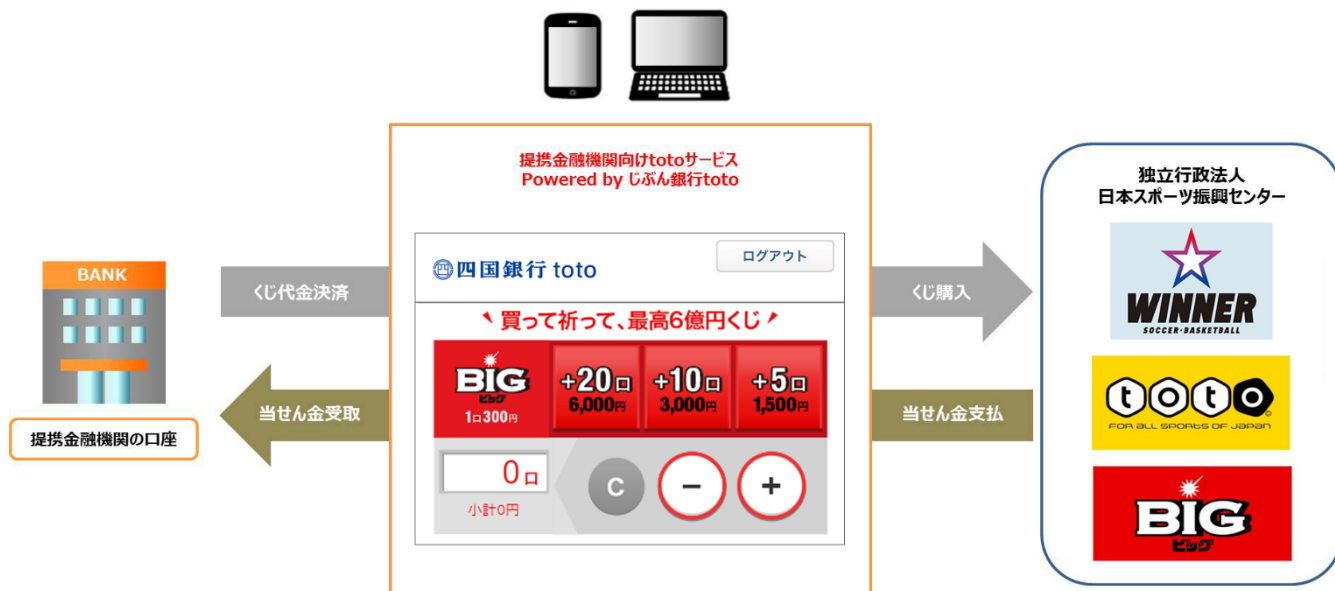 提携金融機関向けtotoサービス
Powered by じぶん銀行toto
BANK
提携金融機関の口座
くじ代金決済
当せん金受取
四国銀行 toto
ログアウト
買って祈って、最高6億円くじ
BIG
ビッグ
1口300円
+20口
6,000円
+10口
3,000円
+5口
1,500円
0口
小計0円
C
−
+
くじ購入
当せん金支払
独立行政法人
日本スポーツ振興センター
WINNER
SOCCER・BASKETBALL
toto
FOR ALL SPORTS OF JAPAN
BIG
ビッグ